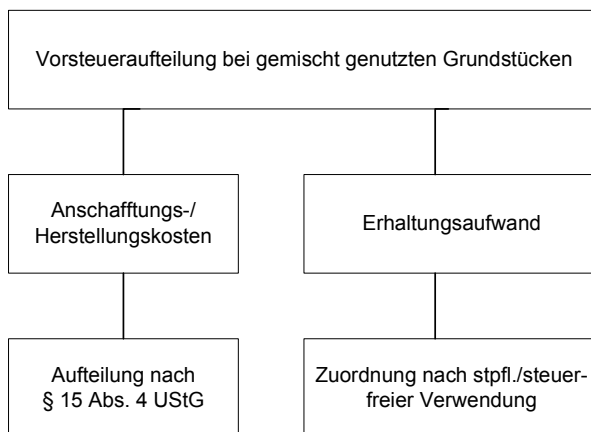 Vorsteueraufteilung bei gemischt genutzten Grundstücken
Anschafftungs-/
Herstellungskosten
Erhaltungsaufwand
Aufteilung nach
§ 15 Abs. 4 UStG
Zuordnung nach stpfl./steuer-
freier Verwendung